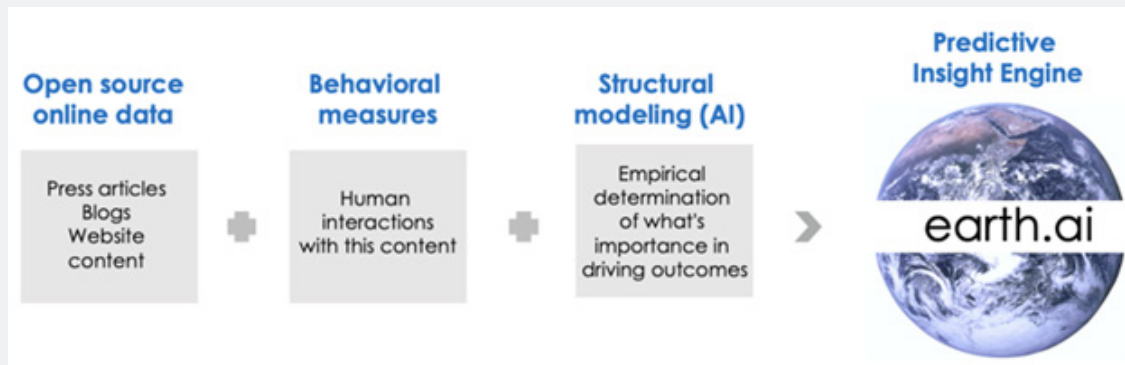 Open source
online data
Press articles
Blogs
Website
content
Behavioral
measures
Human
interactions
with this content
Structural
modeling (AI)
Empirical
determination
of what's
importance in
driving outcomes
Predictive
Insight Engine
earth.ai